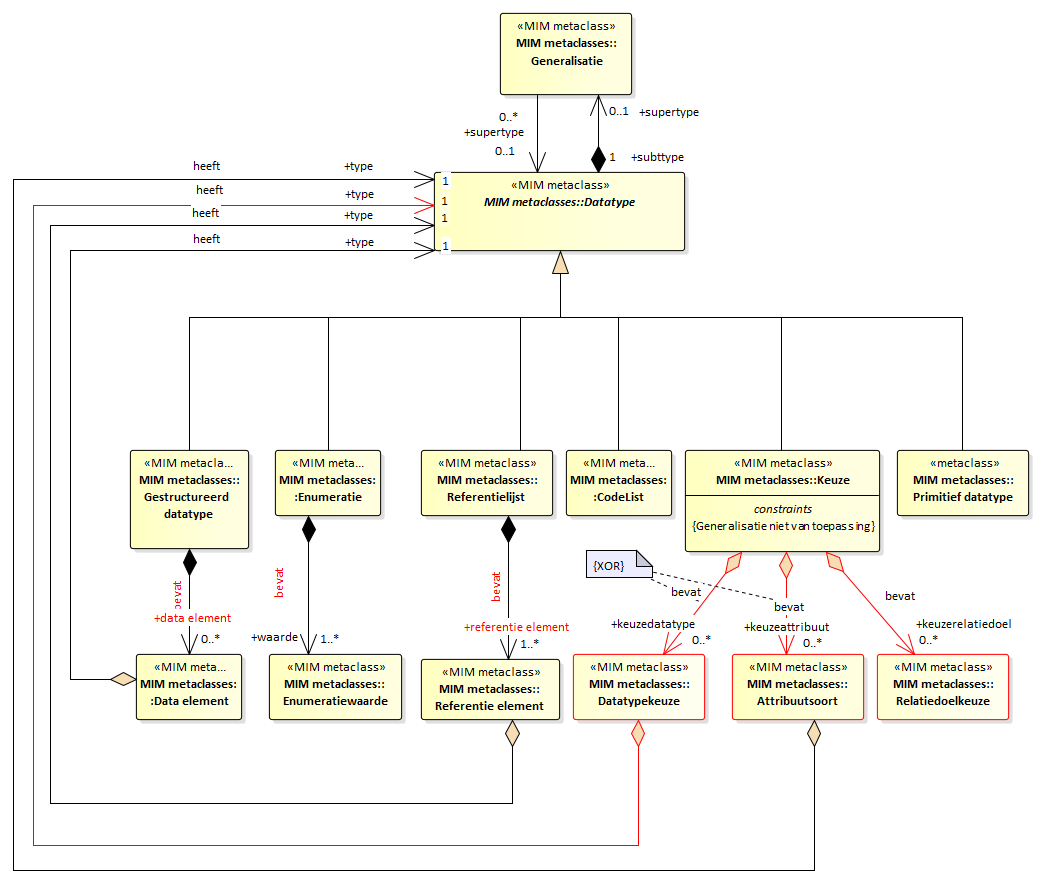 «MIM metaclass»
MIM metaclasses::
Generalisatie
0..*
+supertype
0..1
0..1 +supertype
1 +subttype
«MIM metaclass»
MIM metaclasses::Datatype
heeft +type 1
heeft +type 1
heeft +type 1
heeft +type 1
«MIM metacla...
MIM metaclasses::
Gestructureerd
datatype
«MIM meta...
MIM metaclasses:
:Enumeratie
«MIM metaclass»
MIM metaclasses::
Referentielijst
«MIM meta...
MIM metaclasses:
:CodeList
«MIM metaclass»
MIM metaclasses::Keuze
constraints
{Generalisatie niet van toepassing}
«metaclass»
MIM metaclasses::
Primitief datatype
{XOR}
bevat
+data element
0..*
bevat
+waarde 1..*
bevat
+referentie element
1..*
bevat
+keuzedatatype
0..*
bevat
+keuzeattribuut
0..*
bevat
+keuzerelatiedoel
0..*
«MIM meta...
MIM metaclasses:
:Data element
«MIM metaclass»
MIM metaclasses::
Enumeratiewaarde
«MIM metaclass»
MIM metaclasses::
Referentie element
«MIM metaclass»
MIM metaclasses::
Datatypekeuze
«MIM metaclass»
MIM metaclasses::
Attribuutsoort
«MIM metaclass»
MIM metaclasses::
Relatiedoelkeuze